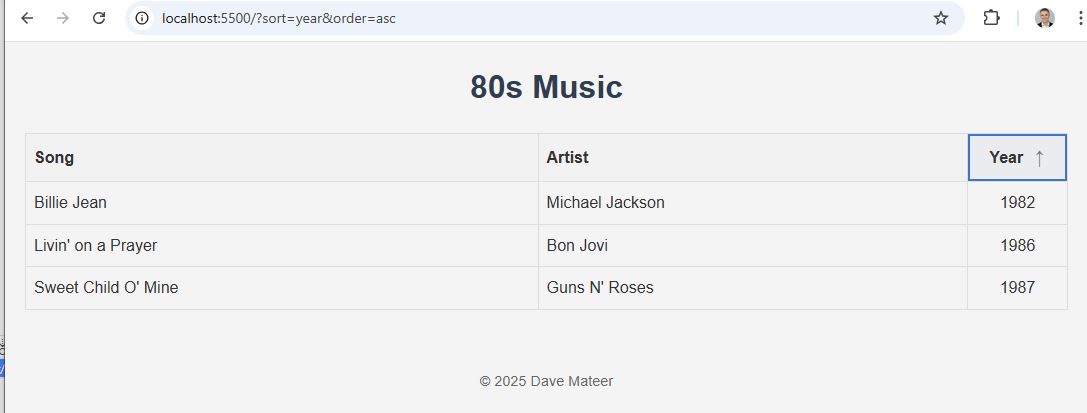 localhost:5500/?sort=year&order=asc
80s Music
Song Artist Year ↑
Billie Jean Michael Jackson 1982
Livin' on a Prayer Bon Jovi 1986
Sweet Child O' Mine Guns N' Roses 1987
© 2025 Dave Mateer